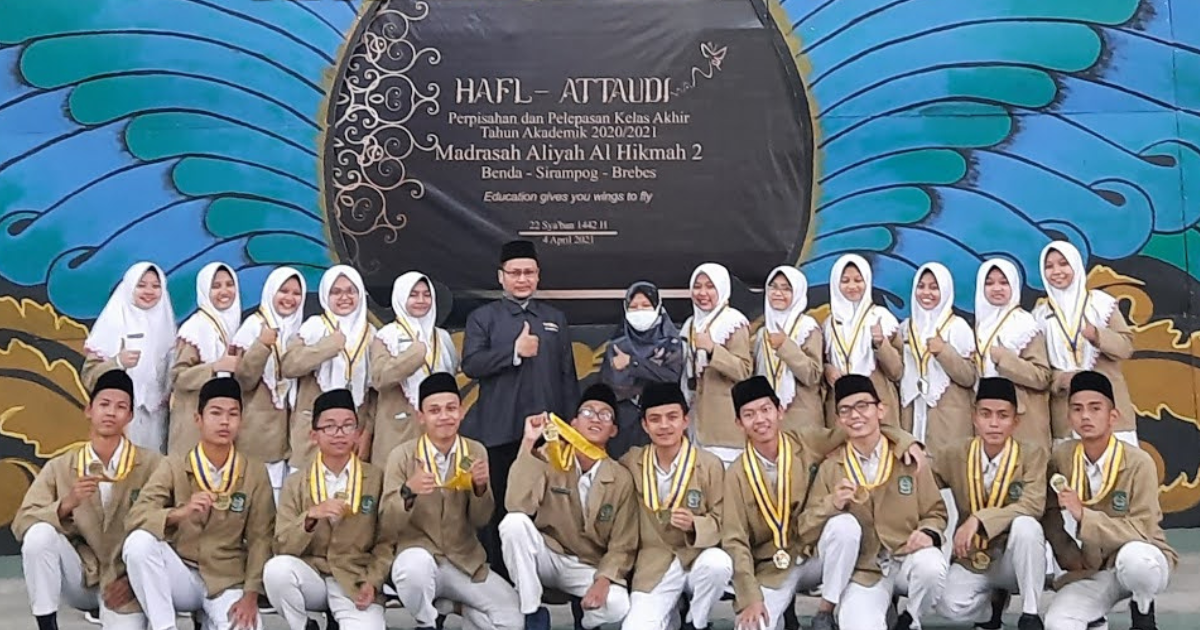 HAFL - ATTAUDI
Perpisahan dan Pelepasan Kelas Akhir
Tahun Akademik 2020/2021
Madrasah Aliyah Al Hikmah 2
Benda - Sirampog - Brebes
Education gives you wings to fly
22 Sya'ban 1442 H
4 April 2021